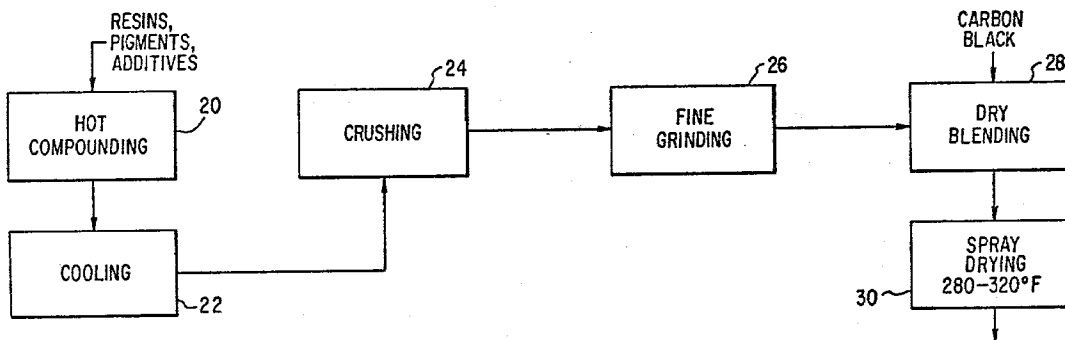 RESINS,
PIGMENTS,
ADDITIVES
HOT
COMPOUNDING
20
COOLING
22
CRUSHING
24
FINE
GRINDING
26
CARBON
BLACK
DRY
BLENDING
28
SPRAY
DRYING
280-320°F
30